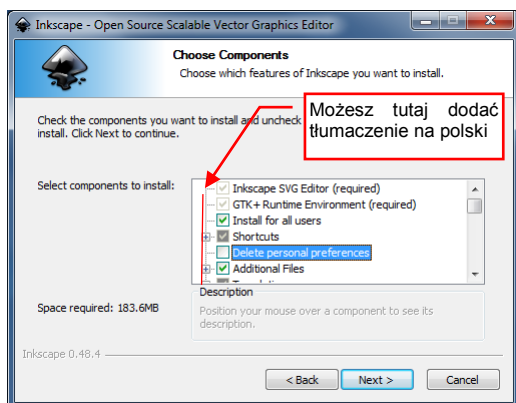 Inkscape - Open Source Scalable Vector Graphics Editor
Choose Components
Choose which features of Inkscape you want to install.
Check the components you want to install and uncheck
install. Click Next to continue.
Możesz tutaj dodać
tłumaczenie na polski
Select components to install:
Inkscape SVG Editor (required)
GTK+ Runtime Environment (required)
Install for all users
Shortcuts
Delete personal preferences
Additional Files
Space required: 183.6MB
Description
Position your mouse over a component to see its
description.
Inkscape 0.48.4
< Back
Next >
Cancel